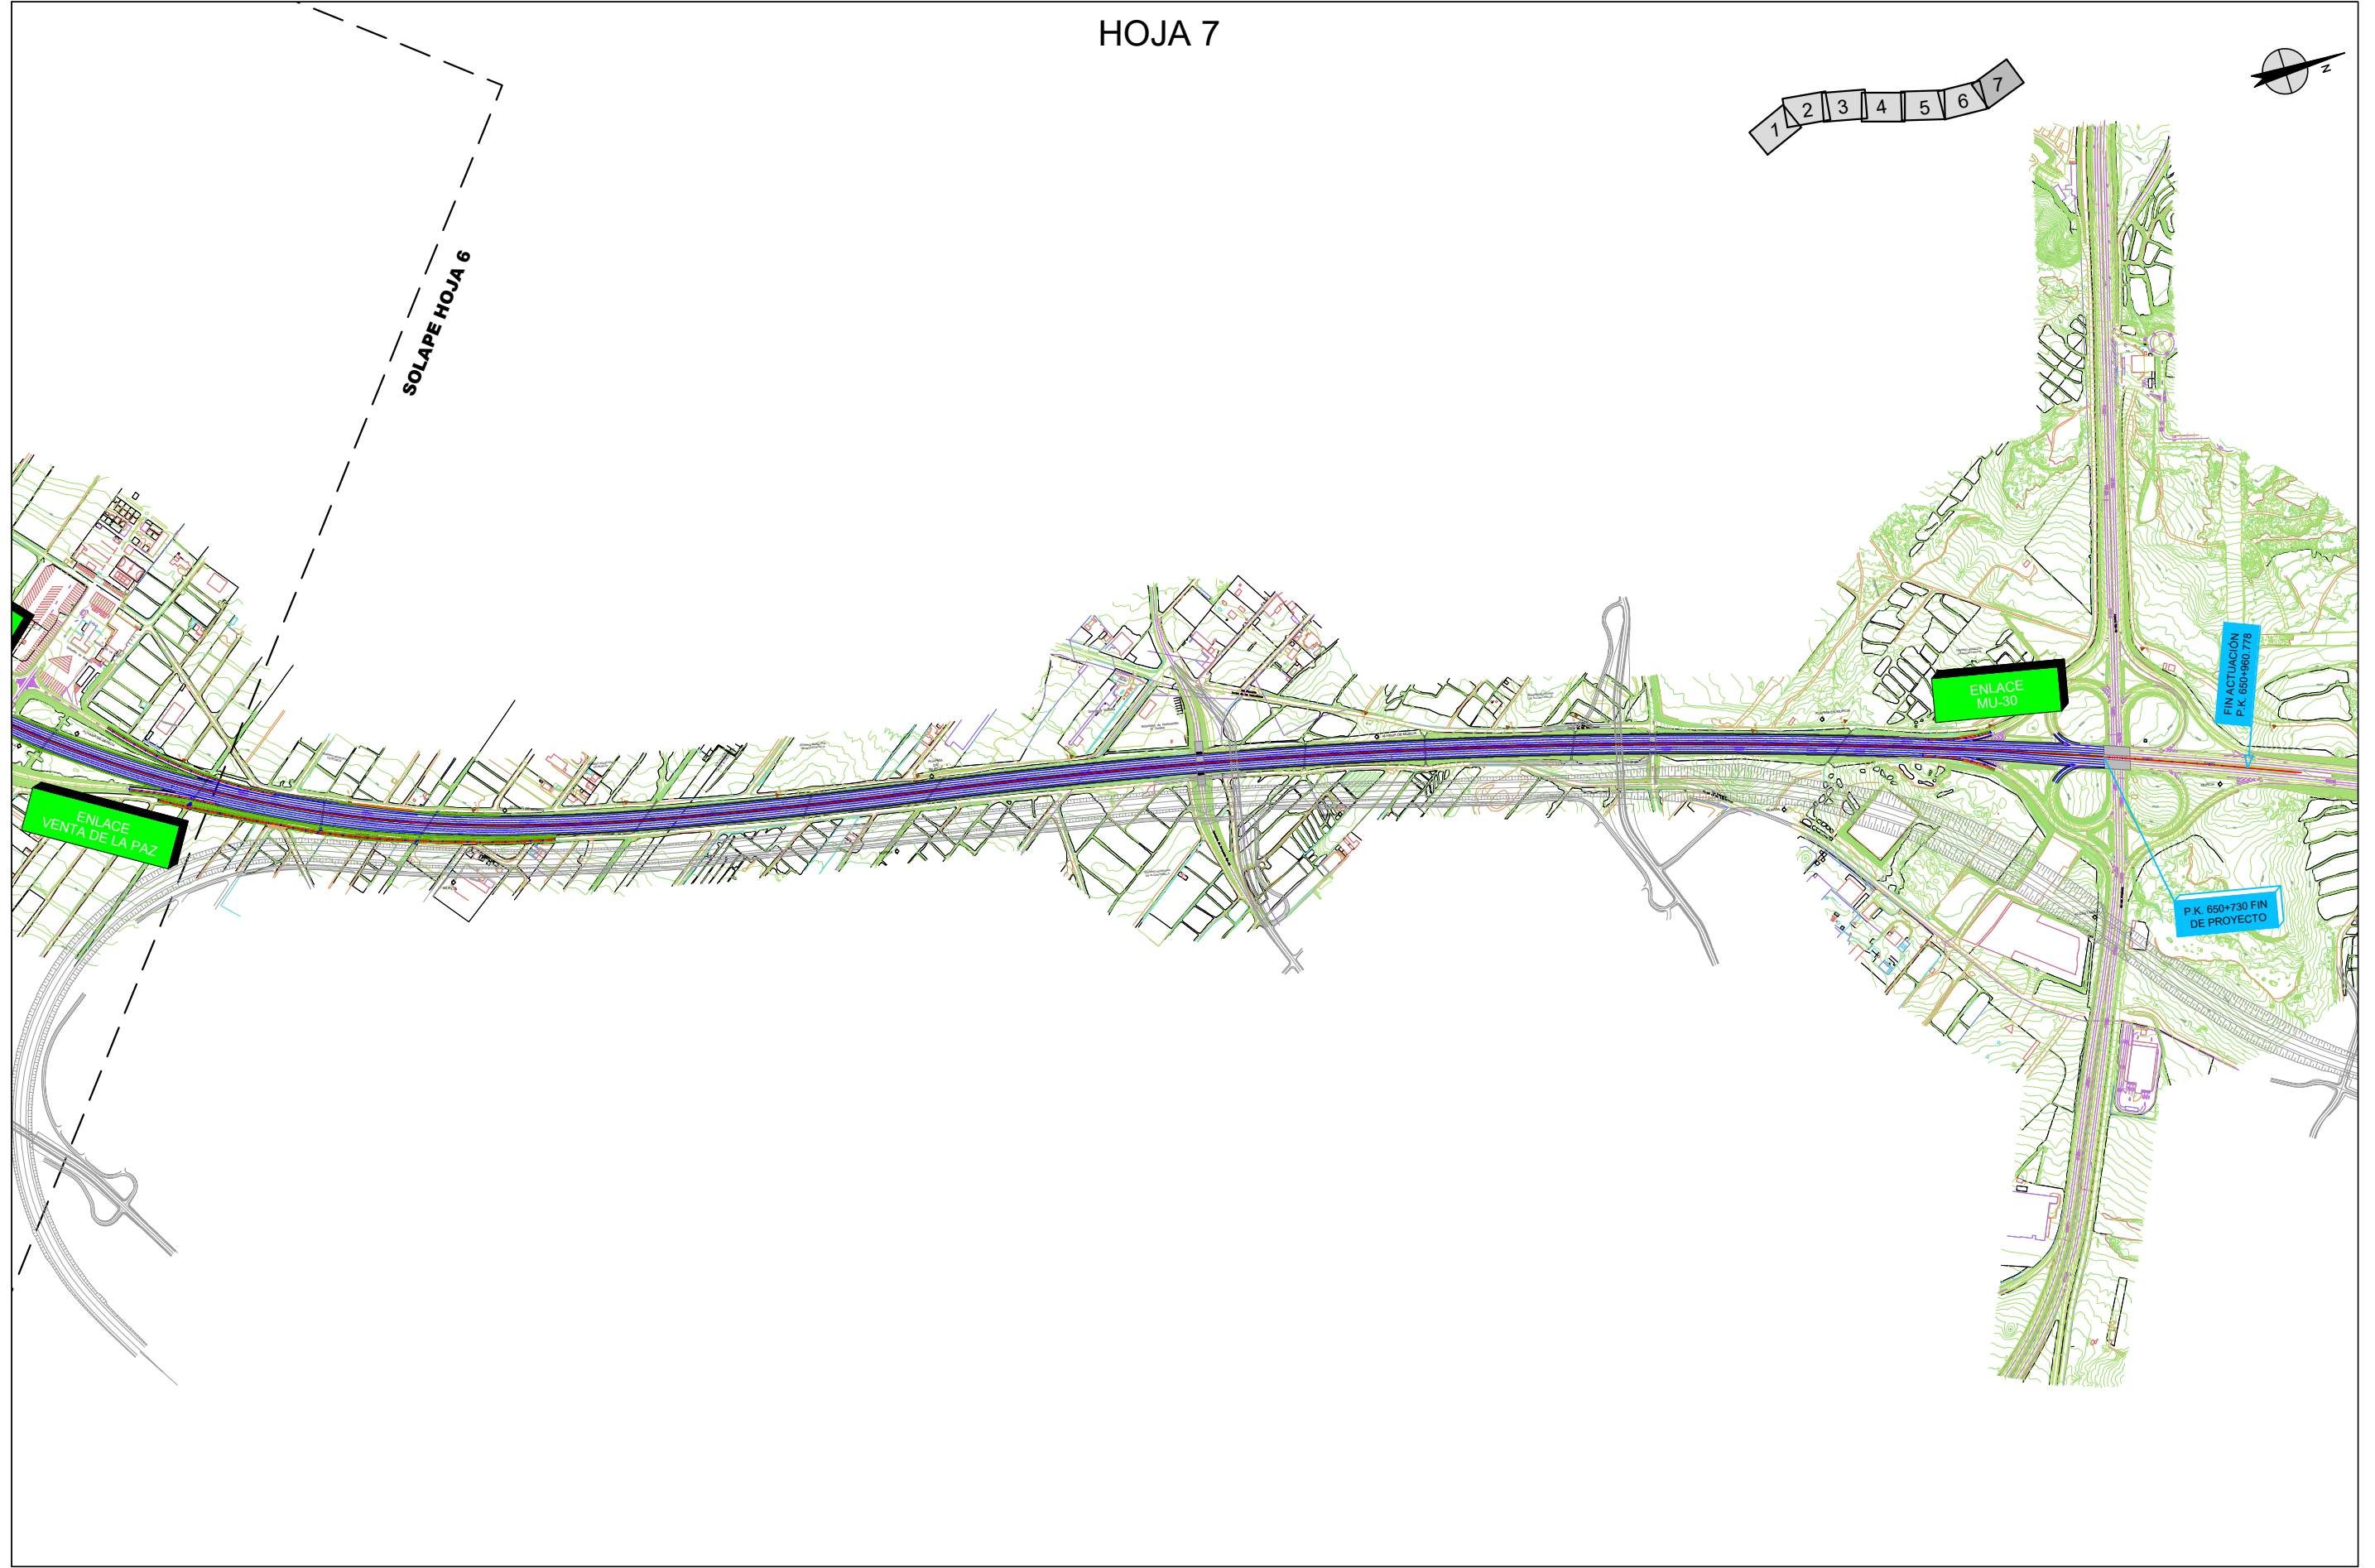 HOJA 7
1
2
3
4
5
6
7
N
SOLAPE HOJA 6
ENLACE
VENTA DE LA PAZ
ENLACE
MU-30
FIN ACTUACIÓN
P.K. 650+960.778
P.K. 650+730 FIN
DE PROYECTO